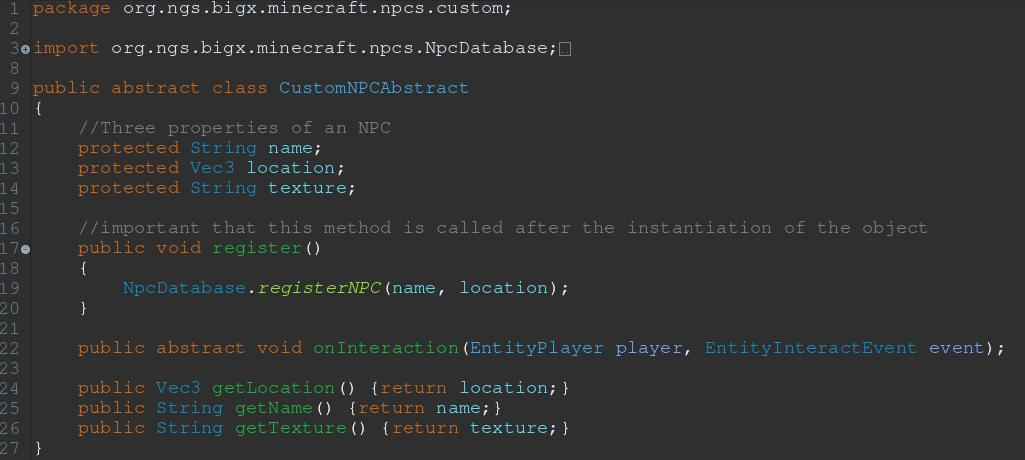 1 package org.ngs.bigx.minecraft.npcs.custom;
2
3 import org.ngs.bigx.minecraft.npcs.NpcDatabase;
8
9 public abstract class CustomNPCAbstract
10 {
11     //Three properties of an NPC
12     protected String name;
13     protected Vec3 location;
14     protected String texture;
15
16     //important that this method is called after the instantiation of the object
17     public void register()
18     {
19         NpcDatabase.registerNPC(name, location);
20     }
21
22     public abstract void onInteraction(EntityPlayer player, EntityInteractEvent event);
23
24     public Vec3 getLocation() {return location;}
25     public String getName() {return name;}
26     public String getTexture() {return texture;}
27 }